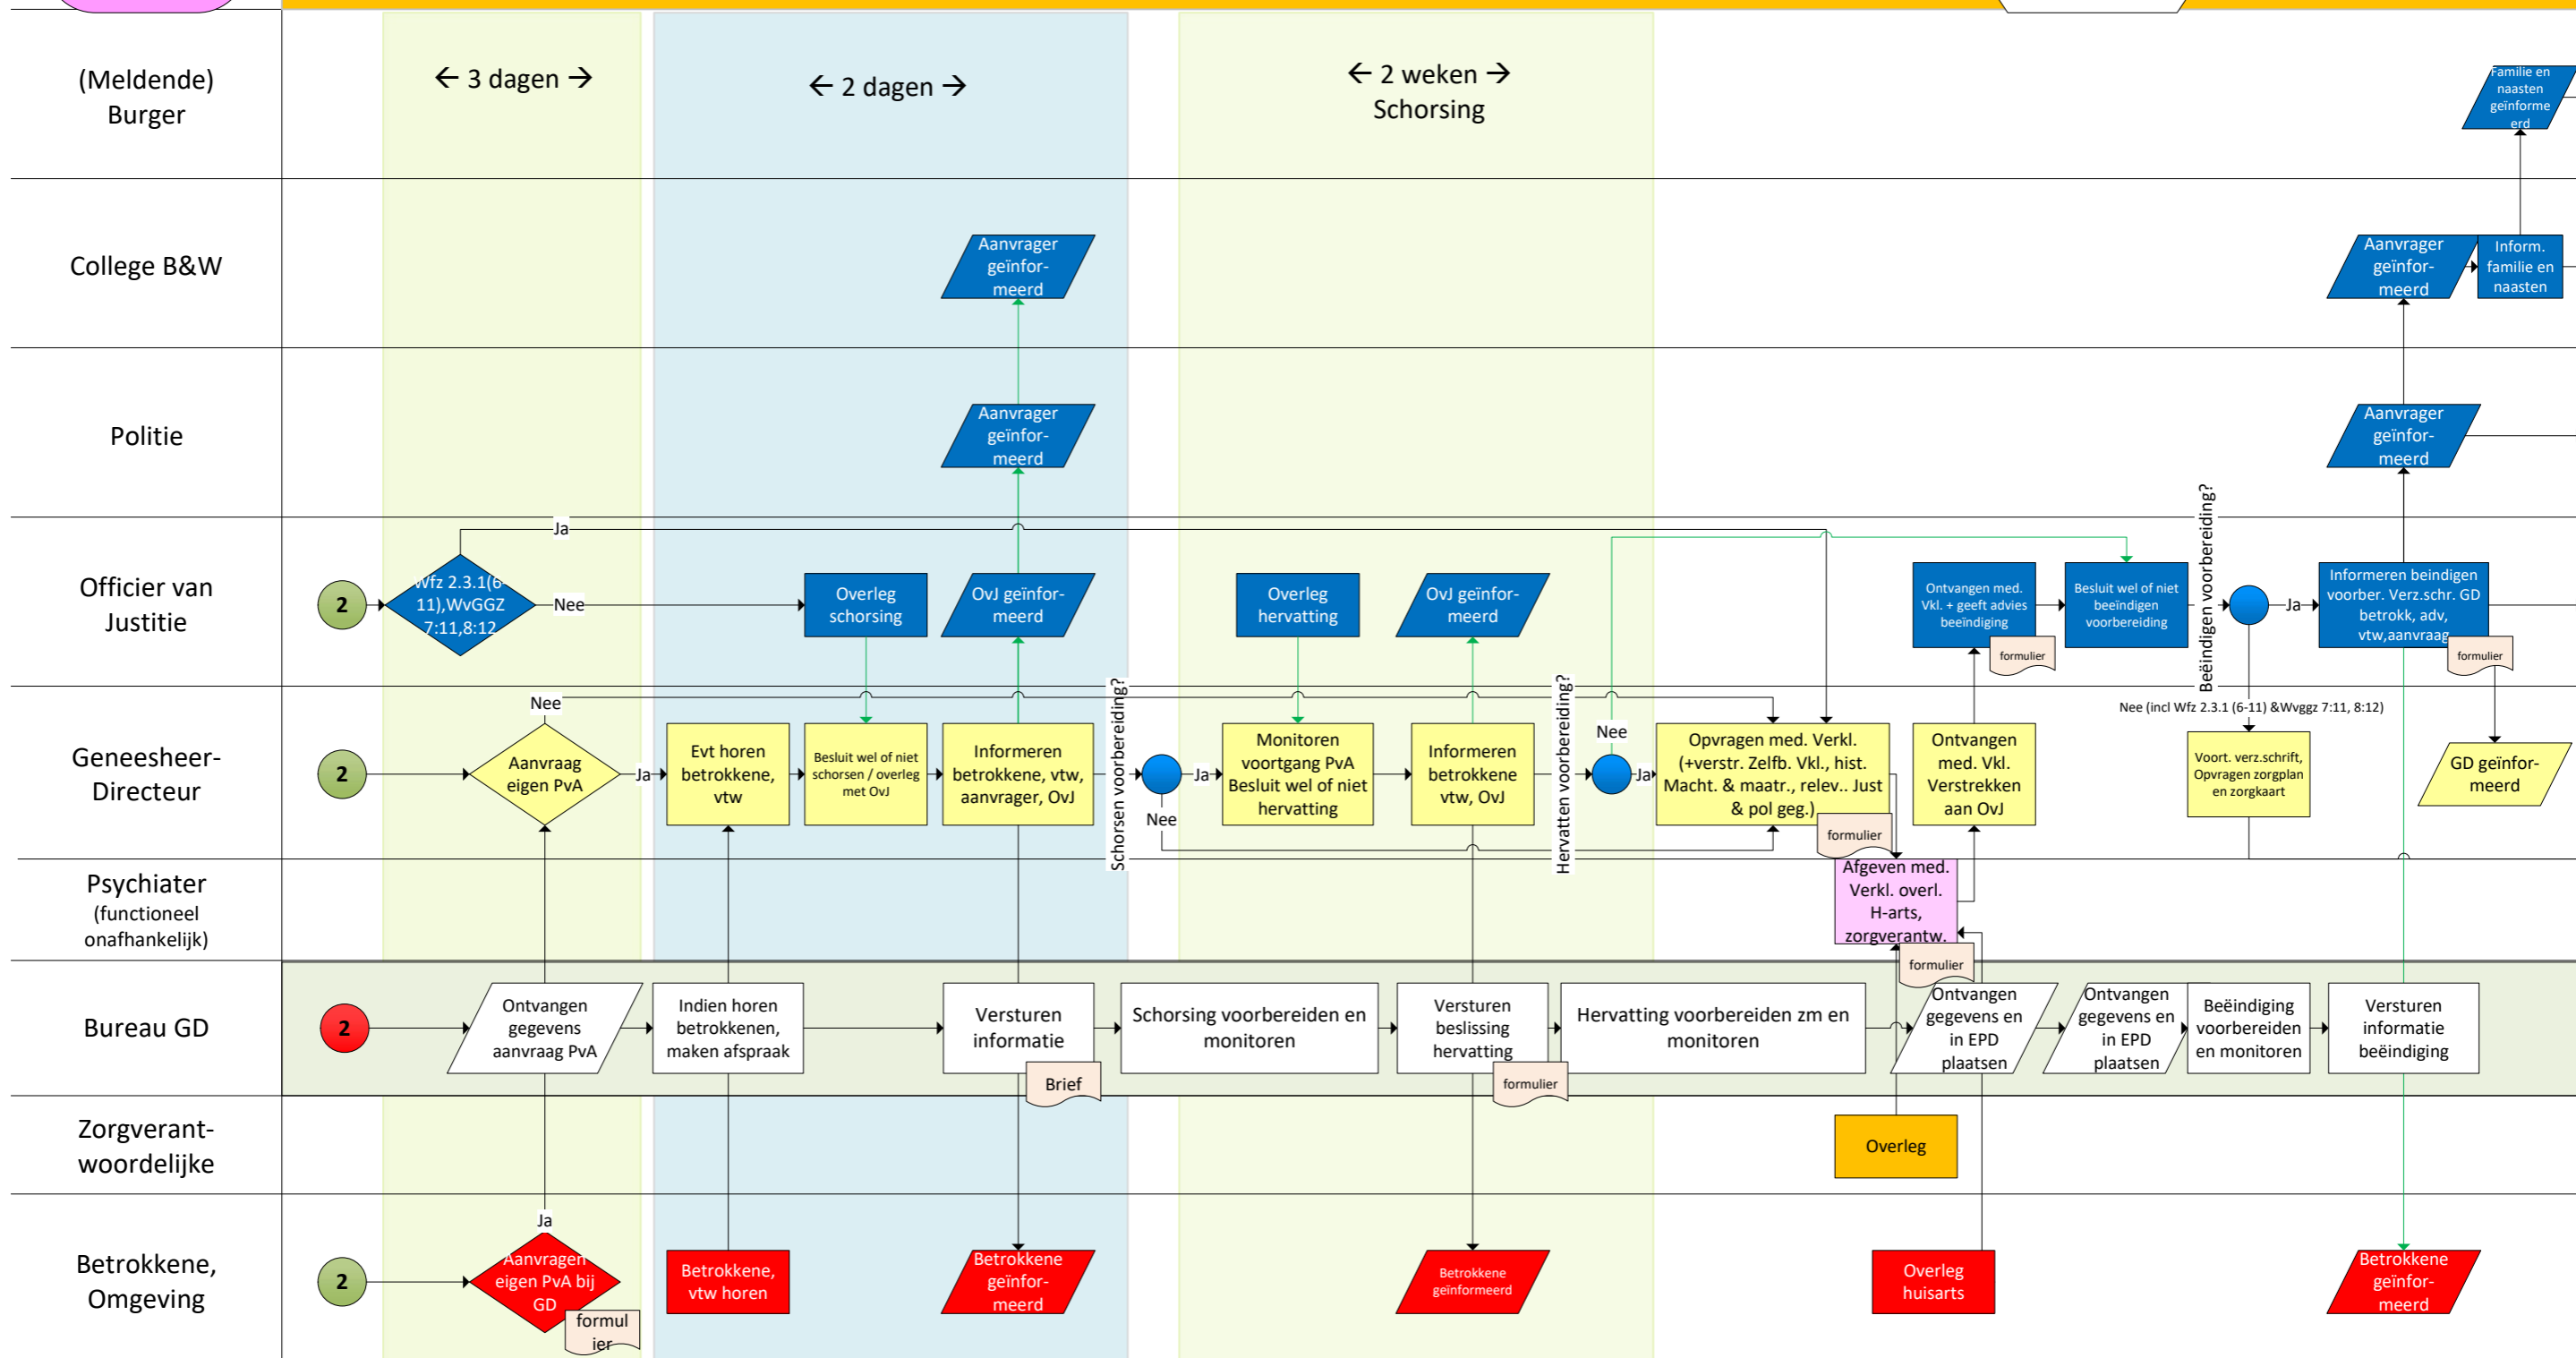 ← 3 dagen →
← 2 dagen →
← 2 weken →
Schorsing
(Meldende)
Burger
Familie en
naasten
geïnforme
erd
College B&W
Aanvrager
geïnfor-
meerd
Aanvrager
geïnfor-
meerd
Inform.
familie en
naasten
Politie
Aanvrager
geïnfor-
meerd
Aanvrager
geïnfor-
meerd
Officier van
Justitie
2
Wfz 2.3.1(6-
11),WvGGZ
7:11,8:12
Ja
Nee
Overleg
schorsing
OvJ geïnfor-
meerd
Overleg
hervatting
OvJ geïnfor-
meerd
Ontvangen med.
Vkl. + geeft advies
beeïndiging
formulier
Besluit wel of niet
beeïndigen
voorbereiding
Beëindigen voorbereiding?
Ja
Nee (incl Wfz 2.3.1 (6-11) &Wvggz 7:11, 8:12)
Informeren beindigen
voorber. Verz.schr. GD
betrokk, adv,
vtw,aanvraag
formulier
Geneesheer-
Directeur
2
Aanvraag
eigen PvA
Nee
Ja
Evt horen
betrokkene,
vtw
Besluit wel of niet
schorsen / overleg
met OvJ
Informeren
betrokkene, vtw,
aanvrager, OvJ
Schorsen voorbereiding?
Ja
Nee
Monitoren
voortgang PvA
Besluit wel of niet
hervatting
Informeren
betrokkene
vtw, OvJ
Hervatten voorbereiding?
Nee
Ja
Opvragen med. Verkl.
(+verstr. Zelfb. Vkl., hist.
Macht. & maatr., relev.. Just
& pol geg.)
formulier
Ontvangen
med. Vkl.
Verstrekken
aan OvJ
Voort. verz.schrift,
Opvragen zorgplan
en zorgkaart
GD geïnfor-
meerd
Psychiater
(functioneel
onafhankelijk)
Afgeven med.
Verkl. overl.
H-arts,
zorgverantw.
formulier
Bureau GD
2
Ontvangen
gegevens
aanvraag PvA
Indien horen
betrokkenen,
maken afspraak
Versturen
informatie
Brief
Schorsing voorbereiden en
monitoren
Versturen
beslissing
hervatting
formulier
Hervatting voorbereiden zm en
monitoren
Ontvangen
gegevens en
in EPD
plaatsen
Ontvangen
gegevens en
in EPD
plaatsen
Beëindiging
voorbereiden
en monitoren
Versturen
informatie
beëindiging
Zorgverant-
woordelijke
Overleg
Betrokkene,
Omgeving
2
Ja
Aanvragen
eigen PvA bij
GD
formul
ier
Betrokkene,
vtw horen
Betrokkene
geïnfor-
meerd
Betrokkene
geïnformeerd
Overleg
huisarts
Betrokkene
geïnfor-
meerd